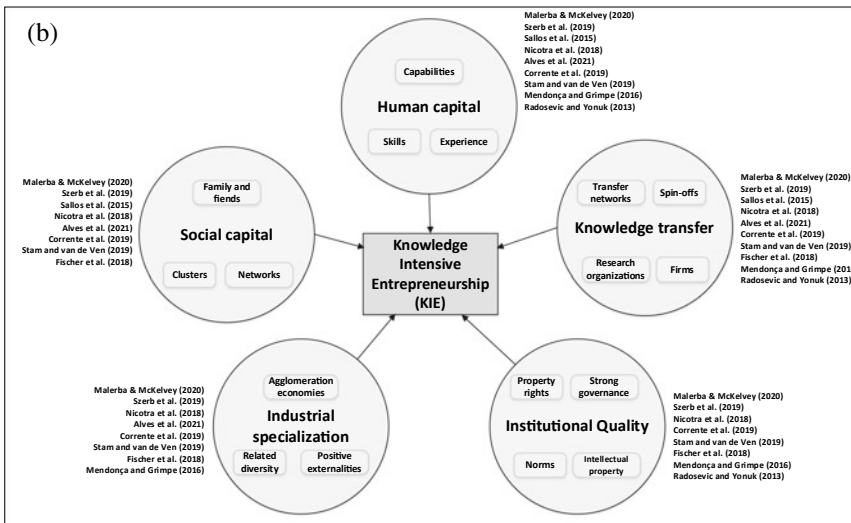 (b)
Malerba & McKelvey (2020)
Szerb et al. (2019)
Sallos et al. (2015)
Nicotra et al. (2018)
Alves et al. (2021)
Corrente et al. (2019)
Stam and van de Ven (2019)
Mendonça and Grimpe (2016)
Radosevic and Yonuk (2013)
Capabilities
Human capital
Skills
Experience
Malerba & McKelvey (2020)
Szerb et al. (2019)
Sallos et al. (2015)
Nicotra et al. (2018)
Alves et al. (2021)
Corrente et al. (2019)
Stam and van de Ven (2019)
Fischer et al. (2018)
Family and
fiends
Social capital
Clusters
Networks
Knowledge
Intensive
Entrepreneurship
(KIE)
Transfer
networks
Spin-offs
Knowledge transfer
Research
organizations
Firms
Malerba & McKelvey (2020)
Szerb et al. (2019)
Sallos et al. (2015)
Nicotra et al. (2018)
Alves et al. (2021)
Corrente et al. (2019)
Stam and van de Ven (2019)
Fischer et al. (2018)
Mendonça and Grimpe (201
Radosevic and Yonuk (2013)
Malerba & McKelvey (2020)
Szerb et al. (2019)
Nicotra et al. (2018)
Alves et al. (2021)
Corrente et al. (2019)
Stam and van de Ven (2019)
Fischer et al. (2018)
Mendonça and Grimpe (2016)
Agglomeration
economies
Industrial
specialization
Related
diversity
Positive
externalities
Property
rights
Strong
governance
Institutional Quality
Norms
Intellectual
property
Malerba & McKelvey (2020)
Szerb et al. (2019)
Nicotra et al. (2018)
Corrente et al. (2019)
Stam and van de Ven (2019)
Fischer et al. (2018)
Mendonça and Grimpe (2016)
Radosevic and Yonuk (2013)